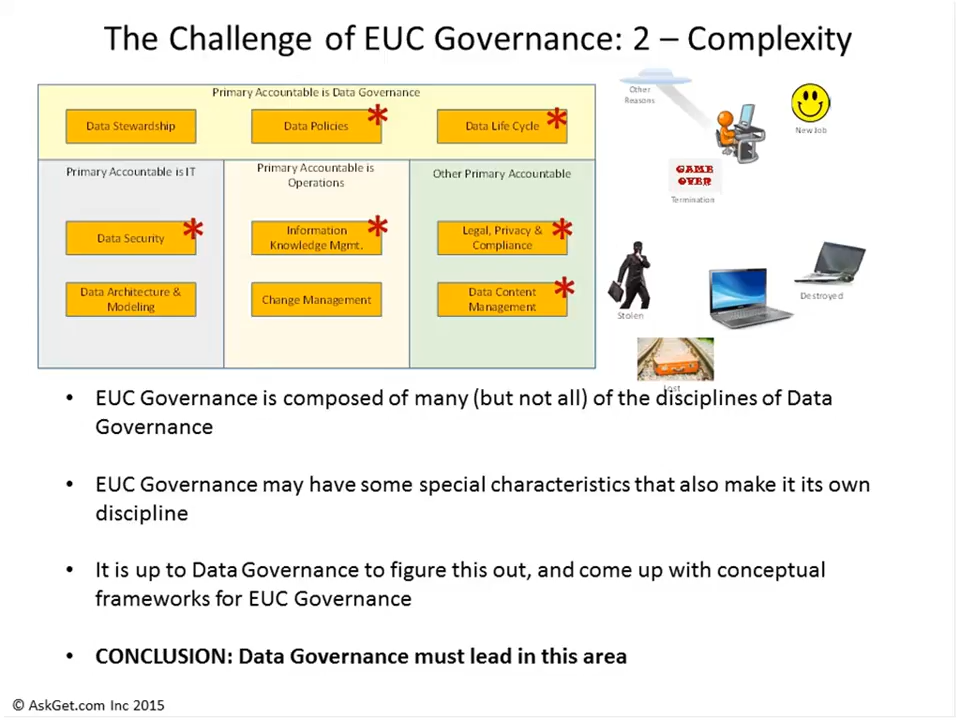 The Challenge of EUC Governance: 2 – Complexity
Primary Accountable is Data Governance
Data Stewardship
Data Policies
*
Data Life Cycle
*
Primary Accountable is IT
Primary Accountable is
Operations
Other Primary Accountable
Data Security
*
Information
Knowledge Mgmt.
*
Legal, Privacy &
Compliance
*
Data Architecture &
Modeling
Change Management
Data Content
Management
*
Other
Reasons
New Job
GAME
OVER
Termination
Stolen
Destroyed
Lost
• EUC Governance is composed of many (but not all) of the disciplines of Data
Governance
• EUC Governance may have some special characteristics that also make it its own
discipline
• It is up to Data Governance to figure this out, and come up with conceptual
frameworks for EUC Governance
• CONCLUSION: Data Governance must lead in this area
© AskGet.com Inc 2015